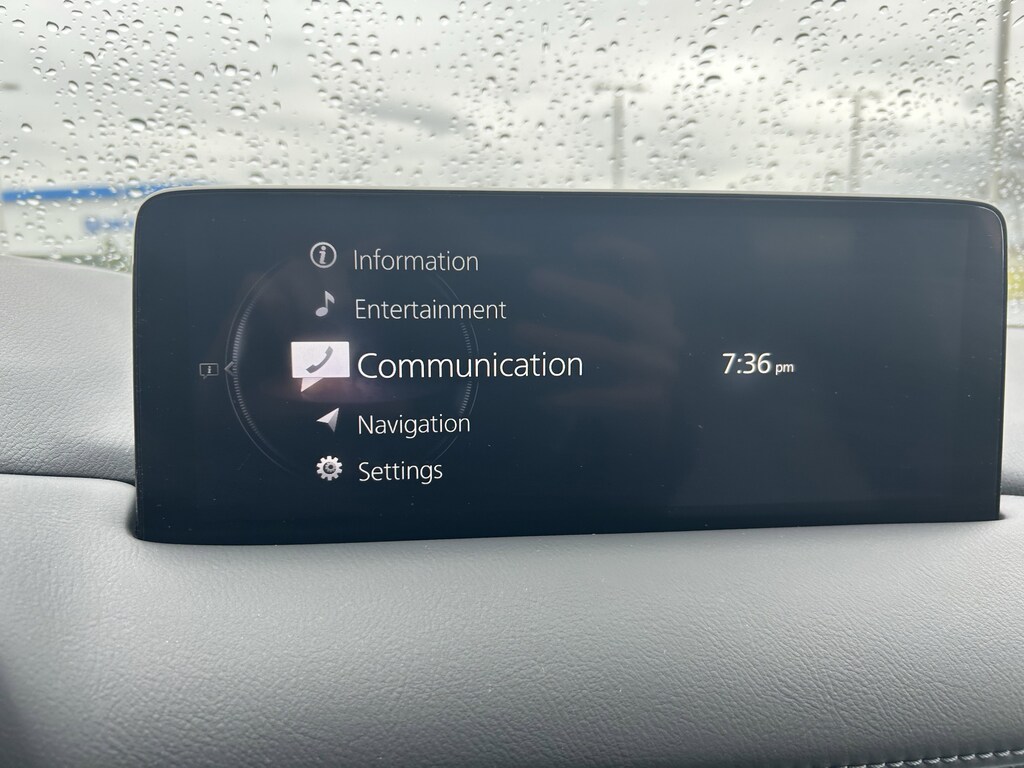 Information
Entertainment
Communication
7:36 pm
Navigation
Settings